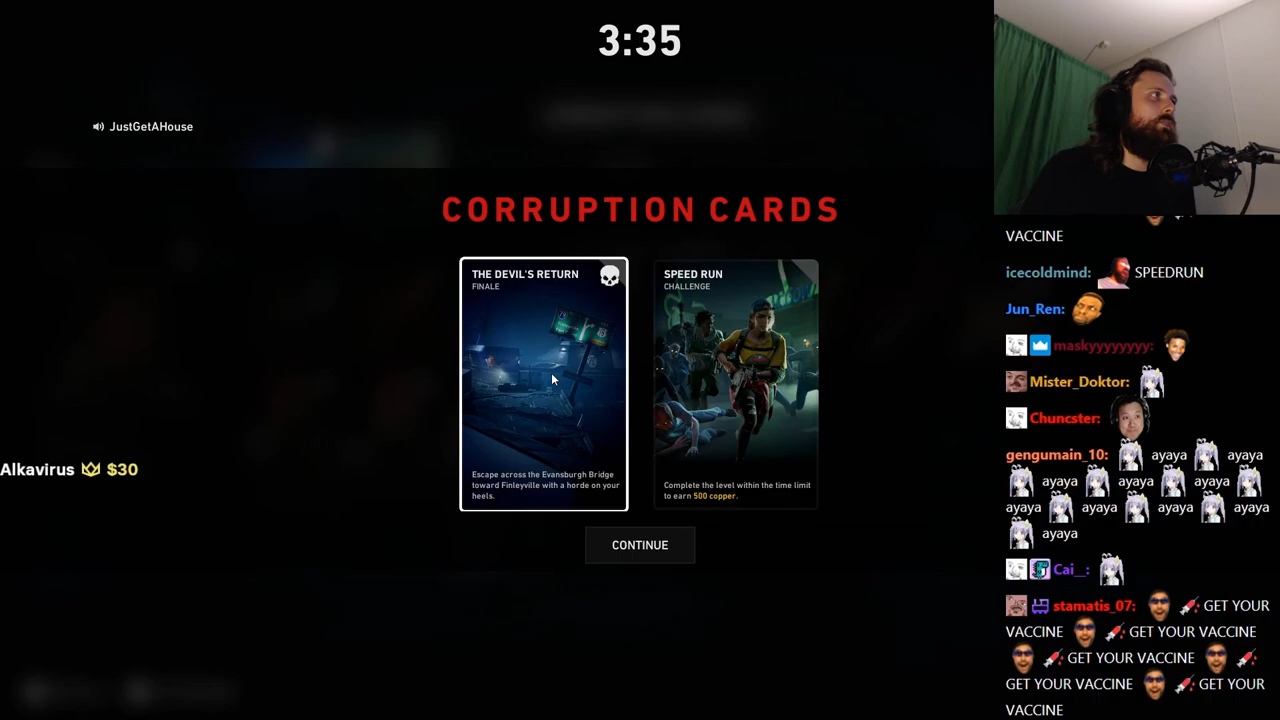 3:35
JustGetAHouse
CORRUPTION CARDS
THE DEVIL'S RETURN
FINALE
Escape across the Evansburgh Bridge
toward Finleyville with a horde on your
heels.
SPEED RUN
CHALLENGE
Complete the level within the time limit
to earn 500 copper.
CONTINUE
Alkavirus $30
VACCINE
icecoldmind: SPEEDRUN
Jun_Ren:
maskyyyyyyyy:
Mister_Doktor:
Chuncster:
gengumain_10: ayaya ayaya
ayaya ayaya ayaya ayaya
ayaya ayaya ayaya ayaya
ayaya
Cai__:
stamatis_07: GET YOUR
VACCINE GET YOUR VACCINE
GET YOUR VACCINE
GET YOUR VACCINE GET YOUR
VACCINE